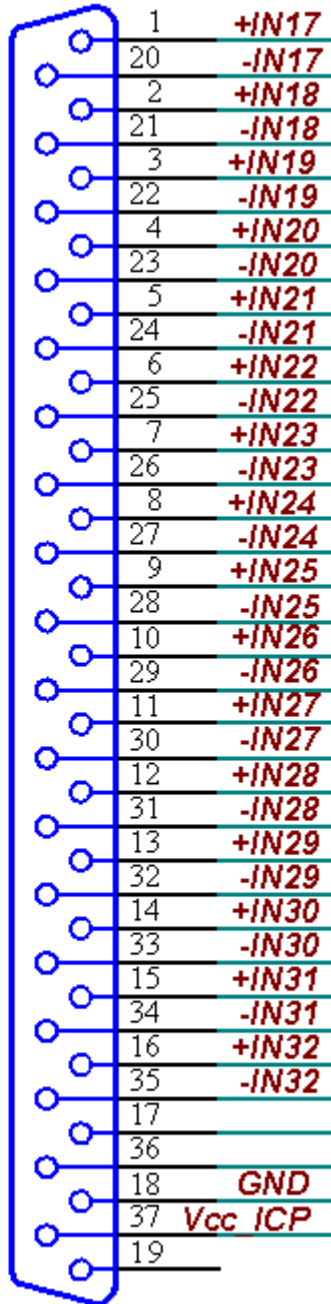 1 +IN17
20 -IN17
2 +IN18
21 -IN18
3 +IN19
22 -IN19
4 +IN20
23 -IN20
5 +IN21
24 -IN21
6 +IN22
25 -IN22
7 +IN23
26 -IN23
8 +IN24
27 -IN24
9 +IN25
28 -IN25
10 +IN26
29 -IN26
11 +IN27
30 -IN27
12 +IN28
31 -IN28
13 +IN29
32 -IN29
14 +IN30
33 -IN30
15 +IN31
34 -IN31
16 +IN32
35 -IN32
17
36
18 GND
37 Vcc_ICP
19